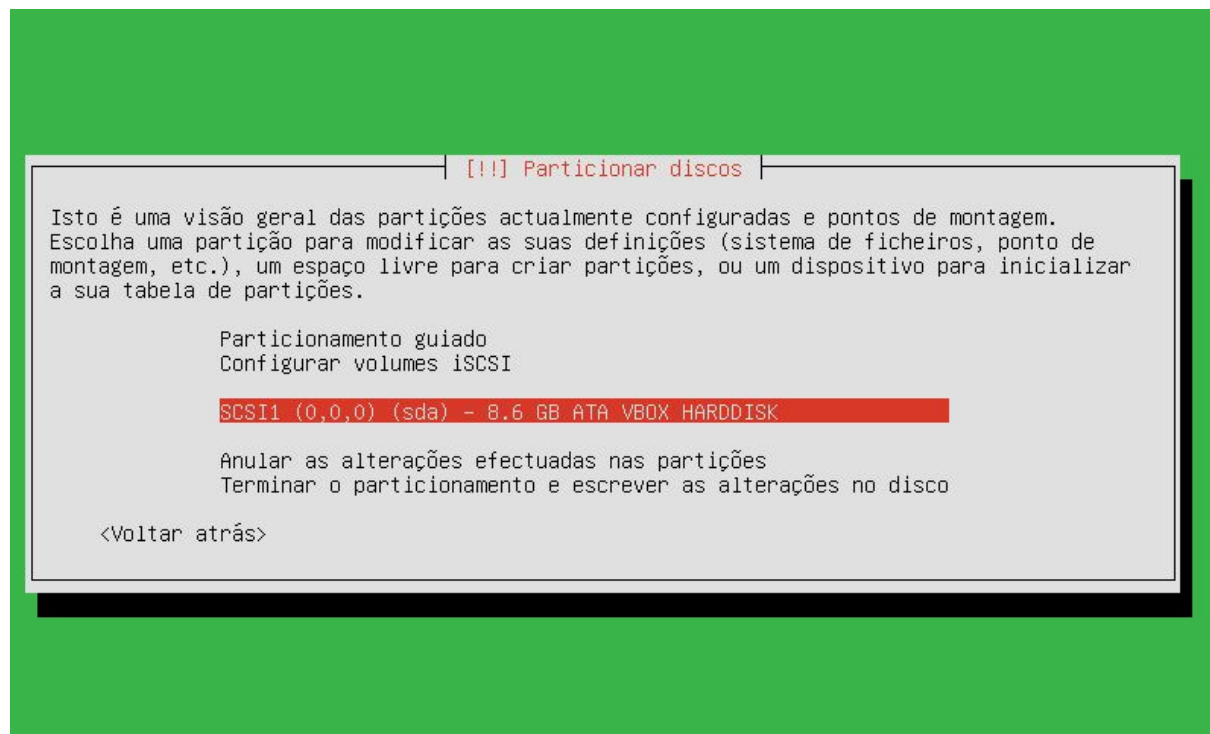 [!!] Particionar discos
Isto é uma visão geral das partições actualmente configuradas e pontos de montagem.
Escolha uma partição para modificar as suas definições (sistema de ficheiros, ponto de
montagem, etc.), um espaço livre para criar partições, ou um dispositivo para inicializar
a sua tabela de partições.
Particionamento guiado
Configurar volumes iSCSI
SCSI1 (0,0,0) (sda) – 8.6 GB ATA VBOX HARDDISK
Anular as alterações efectuadas nas partições
Terminar o particionamento e escrever as alterações no disco
<Voltar atrás>